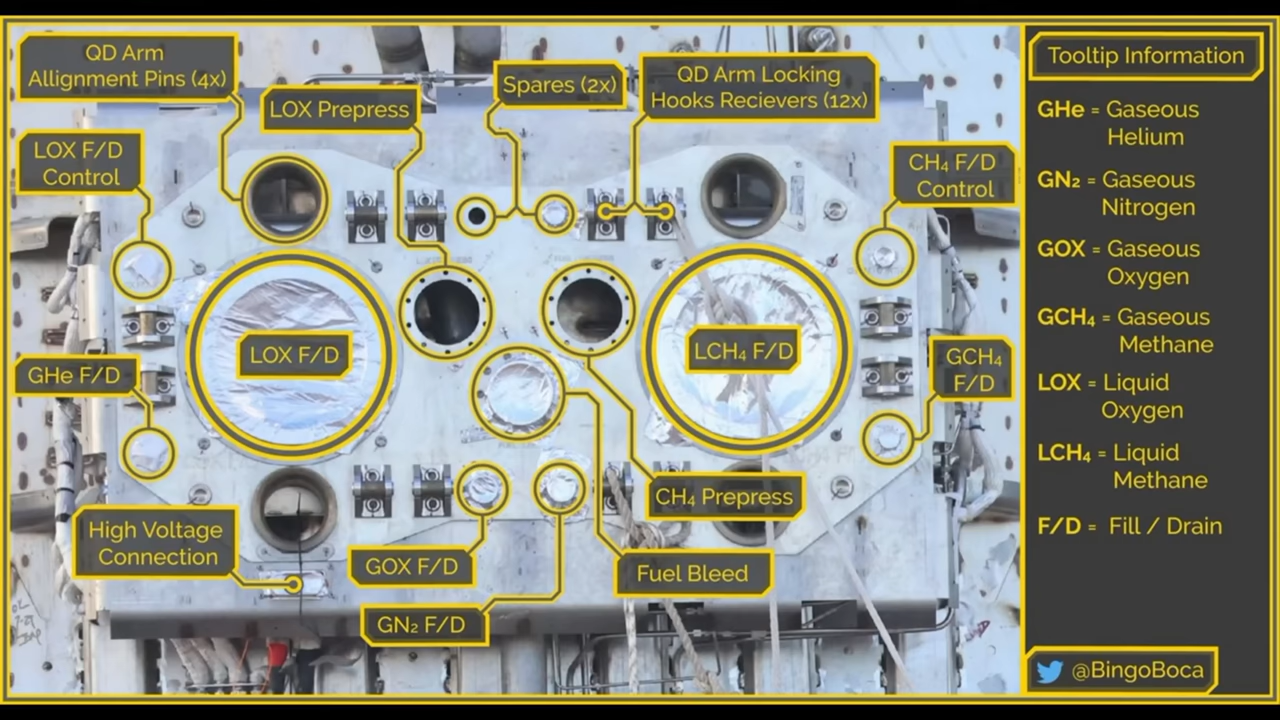 QD Arm
Allignment Pins (4x)
LOX Prepress
Spares (2x)
QD Arm Locking
Hooks Recievers (12x)
LOX F/D
Control
CH₄ F/D
Control
LOX F/D
LCH₄ F/D
GHe F/D
GCH₄
F/D
High Voltage
Connection
GOX F/D
GN₂ F/D
CH₄ Prepress
Fuel Bleed
Tooltip Information
GHe = Gaseous
Helium
GN₂ = Gaseous
Nitrogen
GOX = Gaseous
Oxygen
GCH₄ = Gaseous
Methane
LOX = Liquid
Oxygen
LCH₄ = Liquid
Methane
F/D = Fill / Drain
@BingoBoca